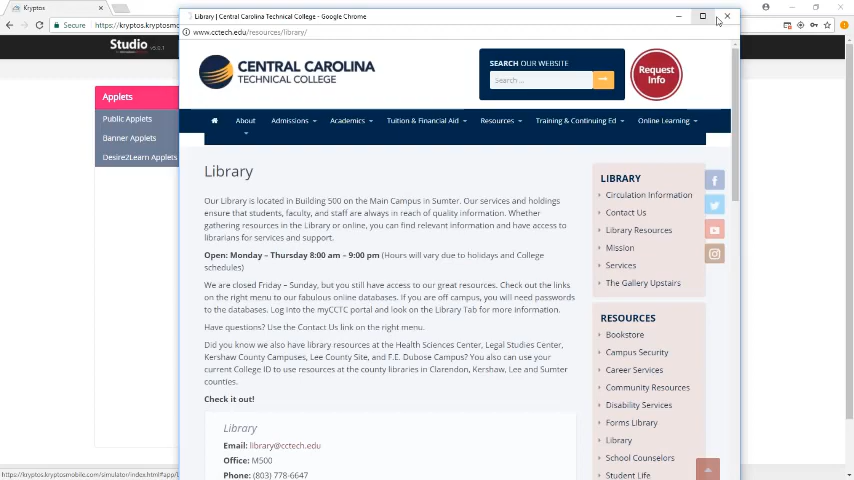 Kryptos
Library | Central Carolina Technical College - Google Chrome
Secure
https://kryptos.kryptosm
www.cctech.edu/resources/library/
Studio v5.0.1
CENTRAL CAROLINA
TECHNICAL COLLEGE
SEARCH OUR WEBSITE
Search ...
Request
Info
Applets
Public Applets
Banner Applets
Desire2Learn Applets
About
Admissions
Academics
Tuition & Financial Aid
Resources
Training & Continuing Ed
Online Learning
Library
Our Library is located in Building 500 on the Main Campus in Sumter. Our services and holdings
ensure that students, faculty, and staff are always in reach of quality information. Whether
gathering resources in the Library or online, you can find relevant information and have access to
librarians for services and support.
Open: Monday – Thursday 8:00 am – 9:00 pm (Hours will vary due to holidays and College
schedules)
We are closed Friday – Sunday, but you still have access to our great resources. Check out the links
on the right menu to our fabulous online databases. If you are off campus, you will need passwords
to the databases. Log into the myCCTC portal and look on the Library Tab for more information.
Have questions? Use the Contact Us link on the right menu.
Did you know we also have library resources at the Health Sciences Center, Legal Studies Center,
Kershaw County Campuses, Lee County Site, and F.E. Dubose Campus? You also can use your
current College ID to use resources at the county libraries in Clarendon, Kershaw, Lee and Sumter
counties.
Check it out!
Library
Email: library@cctech.edu
Office: M500
Phone: (803) 778-6647
LIBRARY
Circulation Information
Contact Us
Library Resources
Mission
Services
The Gallery Upstairs
RESOURCES
Bookstore
Campus Security
Career Services
Community Resources
Disability Services
Forms Library
Library
School Counselors
Student Life
https://kryptos.kryptosmobile.com/simulator/index.html#app/